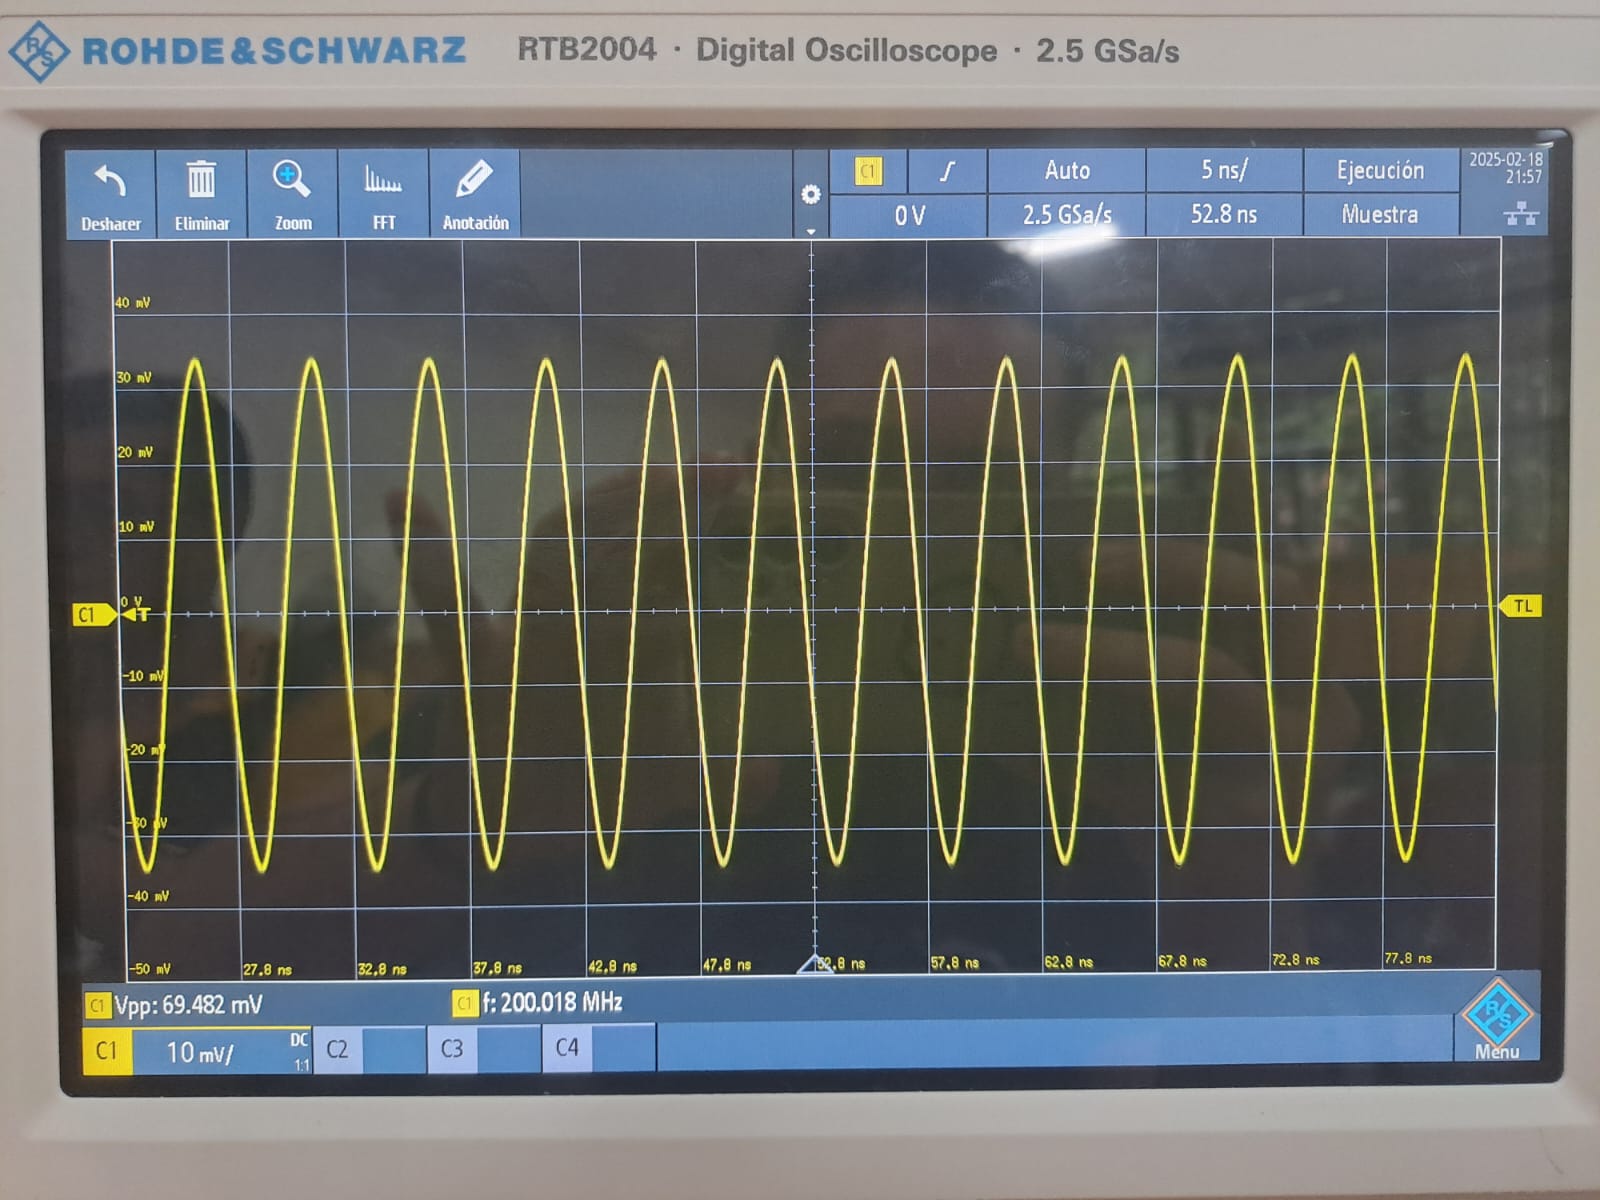 ROHDE&SCHWARZ RTB2004 · Digital Oscilloscope · 2.5 GSa/s
Deshacer Eliminar Zoom FFT Anotación
C1 Auto 5 ns/ Ejecución
0 V 2.5 GSa/s 52.8 ns Muestra
2025-02-18
21:57
40 mV
30 mV
20 mV
10 mV
0 V
C1 T TL
-10 mV
-20 mV
-30 mV
-40 mV
-50 mV 27.8 ns 32.8 ns 37.8 ns 42.8 ns 47.8 ns 52.8 ns 57.8 ns 62.8 ns 67.8 ns 72.8 ns 77.8 ns
C1 Vpp: 69.482 mV C1 f: 200.018 MHz
C1 10 mV/ DC 1:1 C2 C3 C4
R&S
Menu